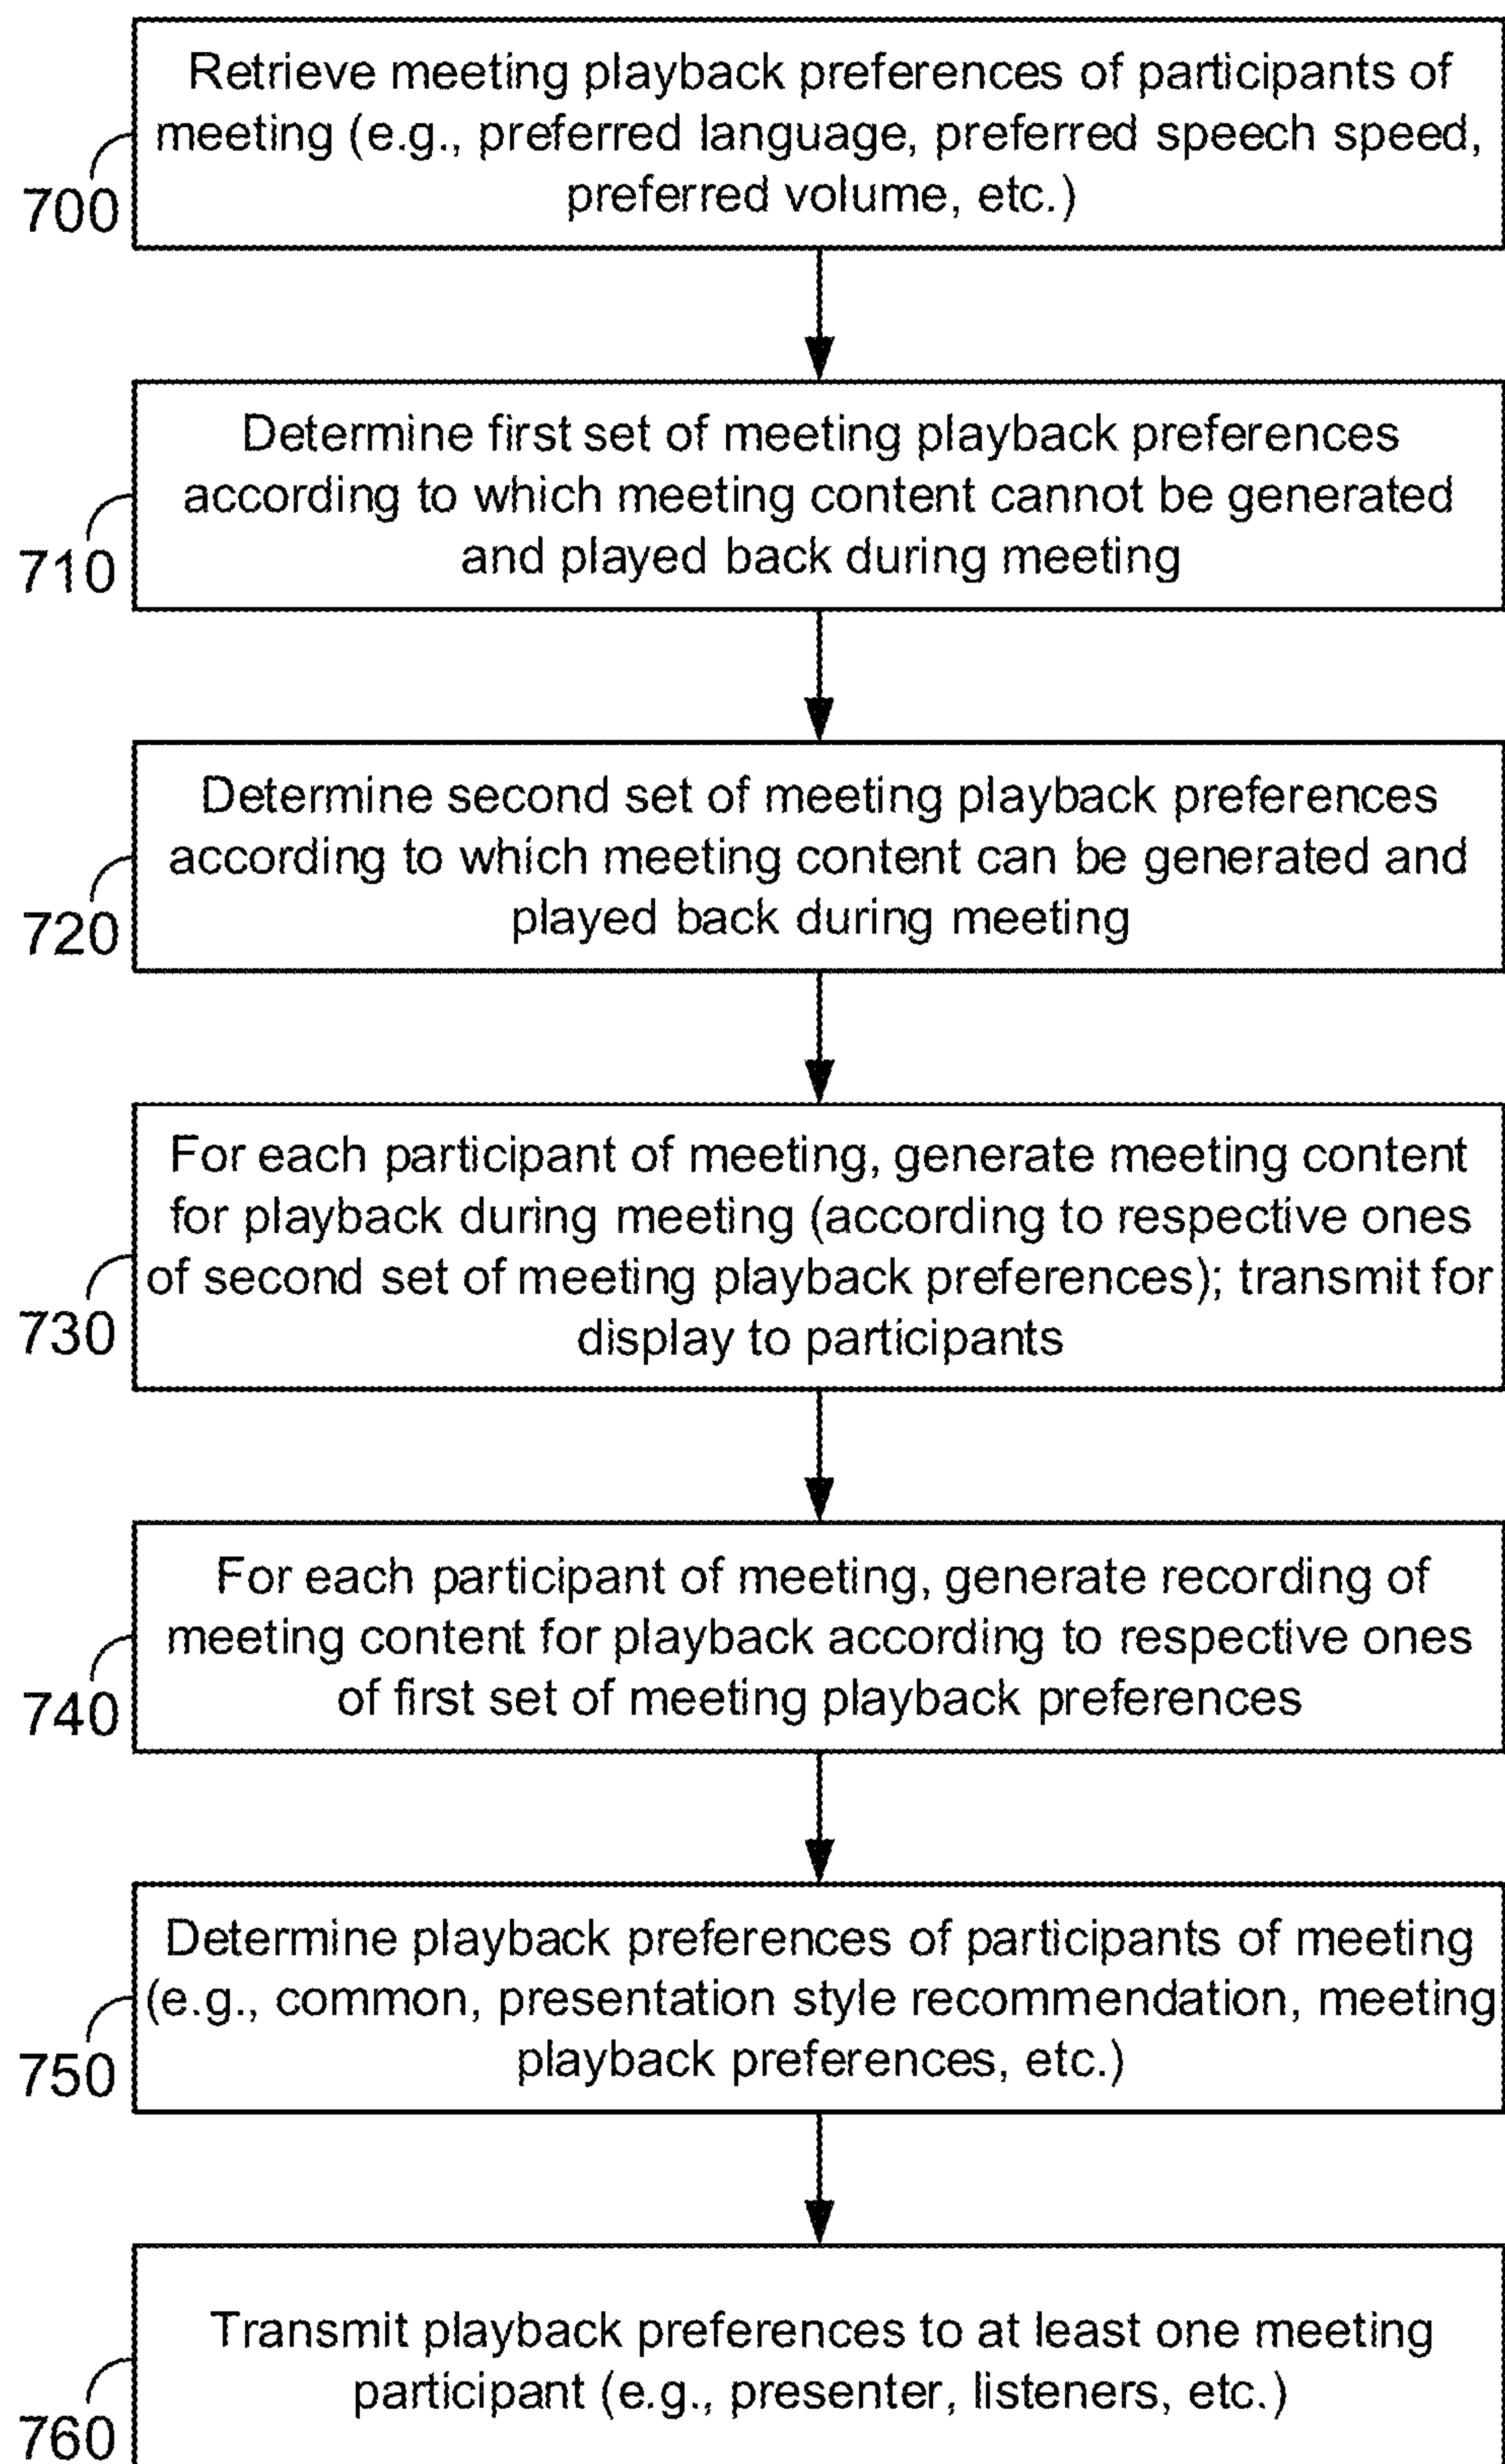 Retrieve meeting playback preferences of participants of
meeting (e.g., preferred language, preferred speech speed,
preferred volume, etc.)
700
Determine first set of meeting playback preferences
according to which meeting content cannot be generated
and played back during meeting
710
Determine second set of meeting playback preferences
according to which meeting content can be generated and
played back during meeting
720
For each participant of meeting, generate meeting content
for playback during meeting (according to respective ones
of second set of meeting playback preferences); transmit for
display to participants
730
For each participant of meeting, generate recording of
meeting content for playback according to respective ones
of first set of meeting playback preferences
740
Determine playback preferences of participants of meeting
(e.g., common, presentation style recommendation, meeting
playback preferences, etc.)
750
Transmit playback preferences to at least one meeting
participant (e.g., presenter, listeners, etc.)
760